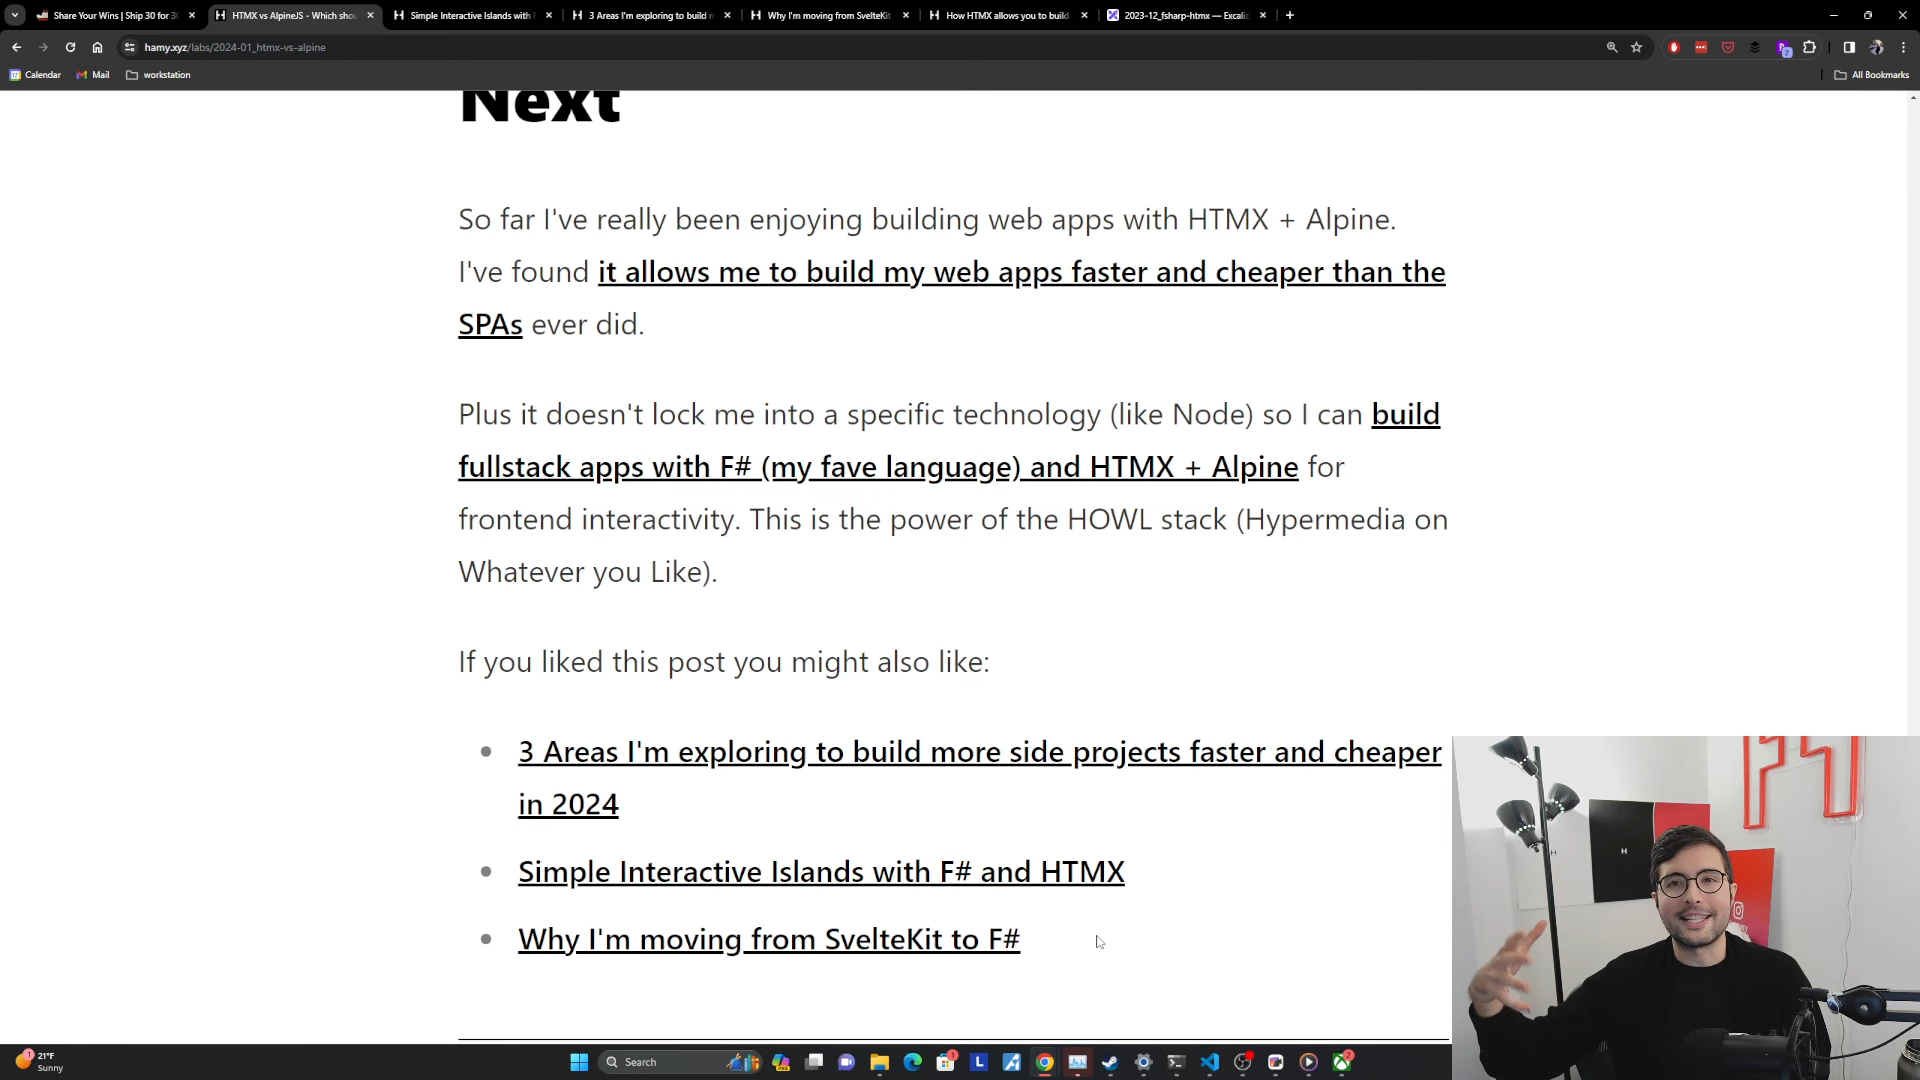 Share Your Wins | Ship 30 for 3
HTMX vs AlpineJS - Which shou
Simple Interactive Islands with F
3 Areas I'm exploring to build m
Why I'm moving from SvelteKit
How HTMX allows you to build
2023-12_fsharp-htmx — Excalid
hamy.xyz/labs/2024-01_htmx-vs-alpine
Calendar
Mail
workstation
All Bookmarks
Next
So far I've really been enjoying building web apps with HTMX + Alpine.
I've found it allows me to build my web apps faster and cheaper than the
SPAs ever did.
Plus it doesn't lock me into a specific technology (like Node) so I can build
fullstack apps with F# (my fave language) and HTMX + Alpine for
frontend interactivity. This is the power of the HOWL stack (Hypermedia on
Whatever you Like).
If you liked this post you might also like:
3 Areas I'm exploring to build more side projects faster and cheaper
in 2024
Simple Interactive Islands with F# and HTMX
Why I'm moving from SvelteKit to F#
21°F
Sunny
Search